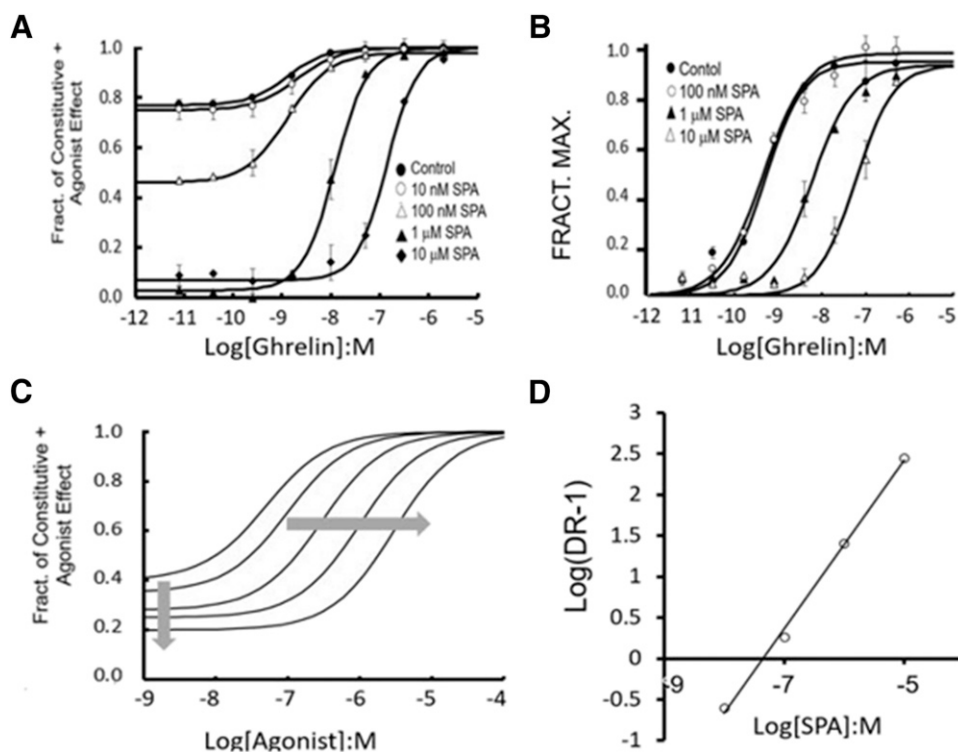 A
Fract. of Constitutive +
Agonist Effect
1.0
0.8
0.6
0.4
0.2
0.0
Control
10 nM SPA
100 nM SPA
1 μM SPA
10 μM SPA
-12 -11 -10 -9 -8 -7 -6 -5
Log[Ghrelin]:M
B
FRACT. MAX.
1.0
0.8
0.6
0.4
0.2
0.0
Contol
100 nM SPA
1 μM SPA
10 μM SPA
-12 11 -10 -9 -8 -7 -6 -5
Log[Ghrelin]:M
C
Fract. of Constitutive +
Agonist Effect
1.0
0.8
0.6
0.4
0.2
0.0
-9 -8 -7 -6 -5 -4
Log[Agonist]:M
D
Log(DR-1)
3
2.5
2
1.5
1
0.5
0
-0.5
-1
-9 -7 -5
Log[SPA]:M